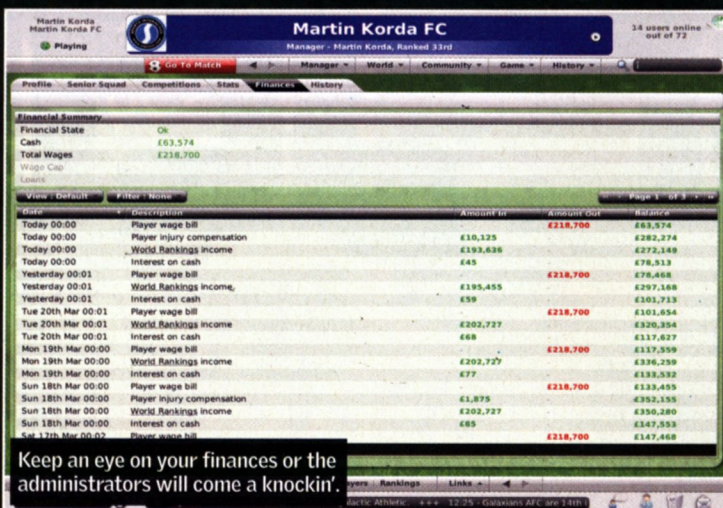 Martin Korda
Martin Korda FC
Playing
Martin Korda FC
Manager - Martin Korda, Ranked 33rd
14 users online
out of 72
Go To Match Manager World Community Game History
Profile Senior Squad Competitions Stats Finances History
Financial Summary
Financial State Ok
Cash £63,574
Total Wages £218,700
Wage Cap
Loans
View : Default Filter : None Page 1 of 3
Date Description Amount In Amount Out Balance
Today 00:00 Player wage bill - £218,700 £63,574
Today 00:00 Player injury compensation £10,125 - £282,274
Today 00:00 World Rankings income £193,636 - £272,149
Today 00:00 Interest on cash £45 - £78,513
Yesterday 00:01 Player wage bill - £218,700 £78,468
Yesterday 00:01 World Rankings income £195,455 - £297,168
Yesterday 00:01 Interest on cash £59 - £101,713
Tue 20th Mar 00:01 Player wage bill - £218,700 £101,654
Tue 20th Mar 00:01 World Rankings income £202,727 - £320,354
Tue 20th Mar 00:01 Interest on cash £68 - £117,627
Mon 19th Mar 00:00 Player wage bill - £218,700 £117,559
Mon 19th Mar 00:00 World Rankings income £202,727 - £336,259
Mon 19th Mar 00:00 Interest on cash £77 - £133,532
Sun 18th Mar 00:00 Player wage bill - £218,700 £133,455
Sun 18th Mar 00:00 Player injury compensation £1,875 - £352,155
Sun 18th Mar 00:00 World Rankings income £202,727 - £350,280
Sun 18th Mar 00:00 Interest on cash £85 - £147,553
Sat 17th Mar 00:02 Player wage bill - £218,700 £147,468
Keep an eye on your finances or the
administrators will come a knockin'.
Rankings Links
Athletic. +++ 12:25 - Galaxians AFC are 14th